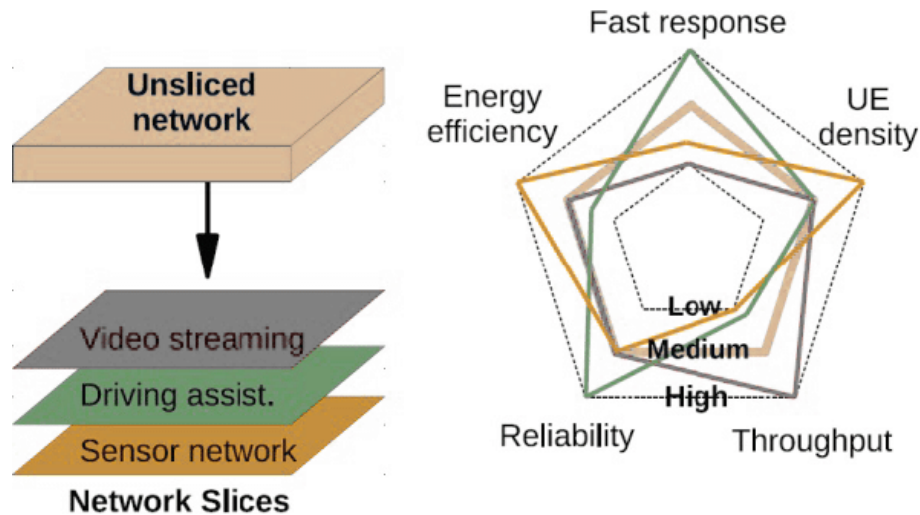 Unsliced
network
Video streaming
Driving assist.
Sensor network
Network Slices
Fast response
Energy
efficiency
UE
density
Low
Medium
High
Reliability
Throughput